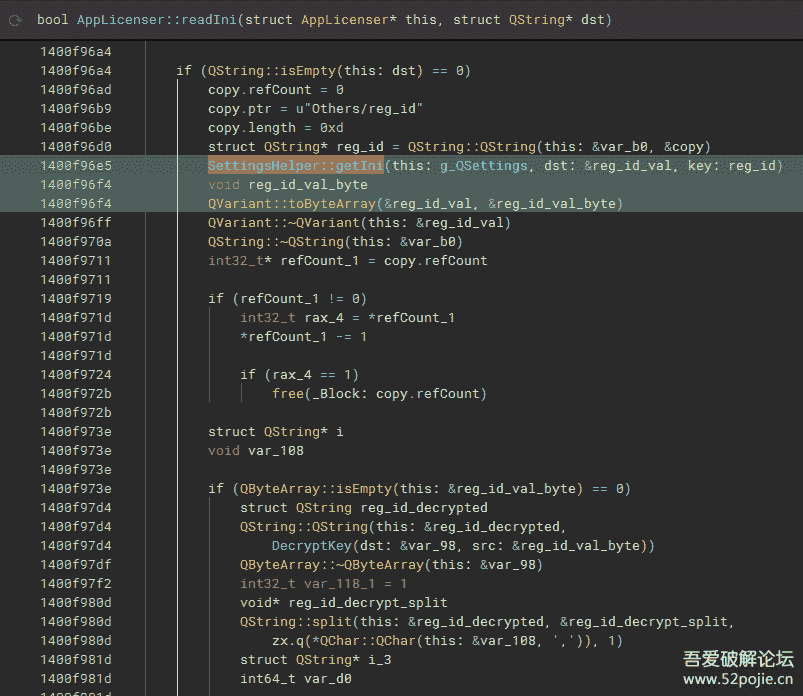 bool AppLicenser::readIni(struct AppLicenser* this, struct QString* dst)
1400f96a4
1400f96a4 if (QString::isEmpty(this: dst) == 0)
1400f96ad copy.refCount = 0
1400f96b9 copy.ptr = u"Others/reg_id"
1400f96be copy.length = 0xd
1400f96d0 struct QString* reg_id = QString::QString(this: &var_b0, &copy)
1400f96e5 SettingsHelper::getIni(this: g_QSettings, dst: &reg_id_val, key: reg_id)
1400f96f4 void reg_id_val_byte
1400f96f4 QVariant::toByteArray(&reg_id_val, &reg_id_val_byte)
1400f96ff QVariant::~QVariant(this: &reg_id_val)
1400f970a QString::~QString(this: &var_b0)
1400f9711 int32_t* refCount_1 = copy.refCount
1400f9711
1400f9719 if (refCount_1 != 0)
1400f971d int32_t rax_4 = *refCount_1
1400f971d *refCount_1 -= 1
1400f971d
1400f9724 if (rax_4 == 1)
1400f972b free(_Block: copy.refCount)
1400f972b
1400f973e struct QString* i
1400f973e void var_108
1400f973e
1400f973e if (QByteArray::isEmpty(this: &reg_id_val_byte) == 0)
1400f97d4 struct QString reg_id_decrypted
1400f97d4 QString::QString(this: &reg_id_decrypted,
1400f97d4 DecryptKey(dst: &var_98, src: &reg_id_val_byte))
1400f97df QByteArray::~QByteArray(this: &var_98)
1400f97f2 int32_t var_118_1 = 1
1400f980d void* reg_id_decrypt_split
1400f980d QString::split(this: &reg_id_decrypted, &reg_id_decrypt_split,
1400f980d zx.q(*QChar::QChar(this: &var_108, ',')), 1)
1400f981d struct QString* i_3
1400f981d int64_t var_d0
吾爱破解论坛
www.52pojie.cn